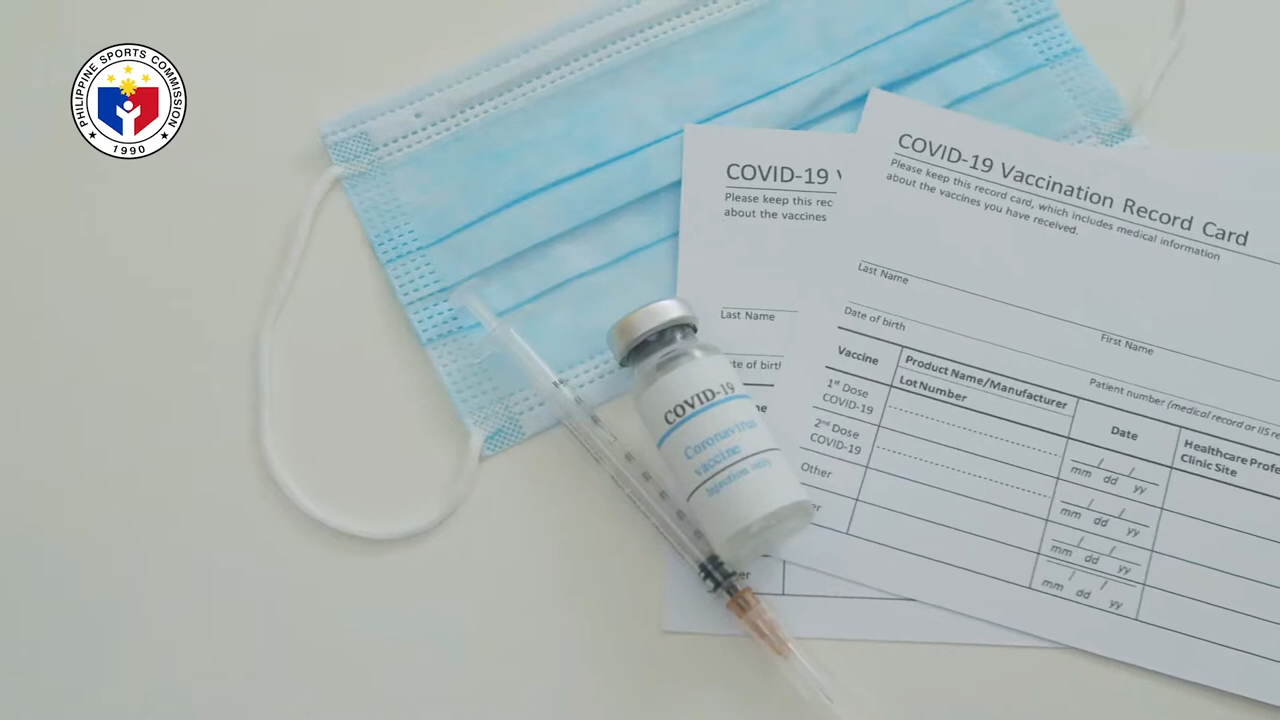 PHILIPPINE SPORTS COMMISSION
1990
COVID-19
Please keep this rec
about the vaccines
Last Name
COVID-19 Vaccination Record Card
Please keep this record card, which includes medical information
about the vaccines you have received.
Last Name
First Name
Date of birth
Patient number (medical record or IIS re
Vaccine
Product Name/Manufacturer
Lot Number
Date
Healthcare Profe
Clinic Site
1st Dose
COVID-19
2nd Dose
COVID-19
Other
mm dd yy
mm dd yy
mm dd yy
mm dd yy
COVID-19
Coronavirus
vaccine
Injection only